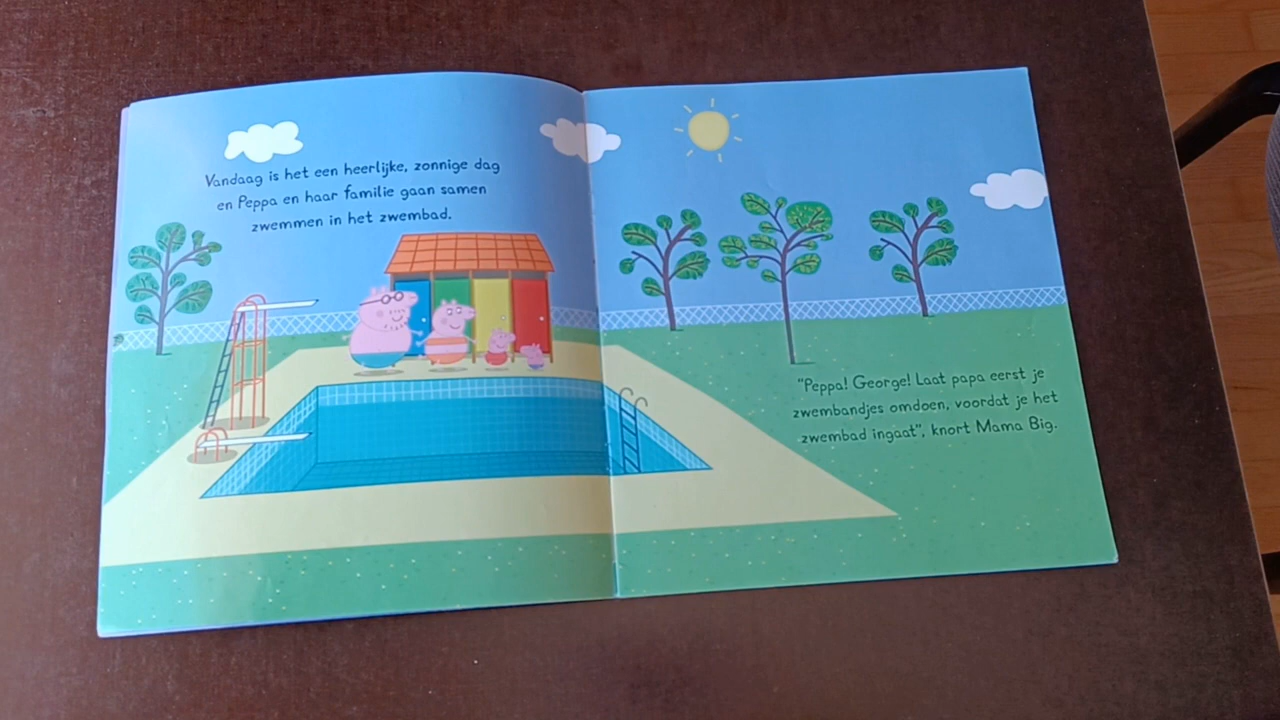 Vandaag is het een heerlijke, zonnige dag
en Peppa en haar familie gaan samen
zwemmen in het zwembad.
"Peppa! George! Laat papa eerst je
zwembandjes omdoen, voordat je het
zwembad ingaat", knort Mama Big.